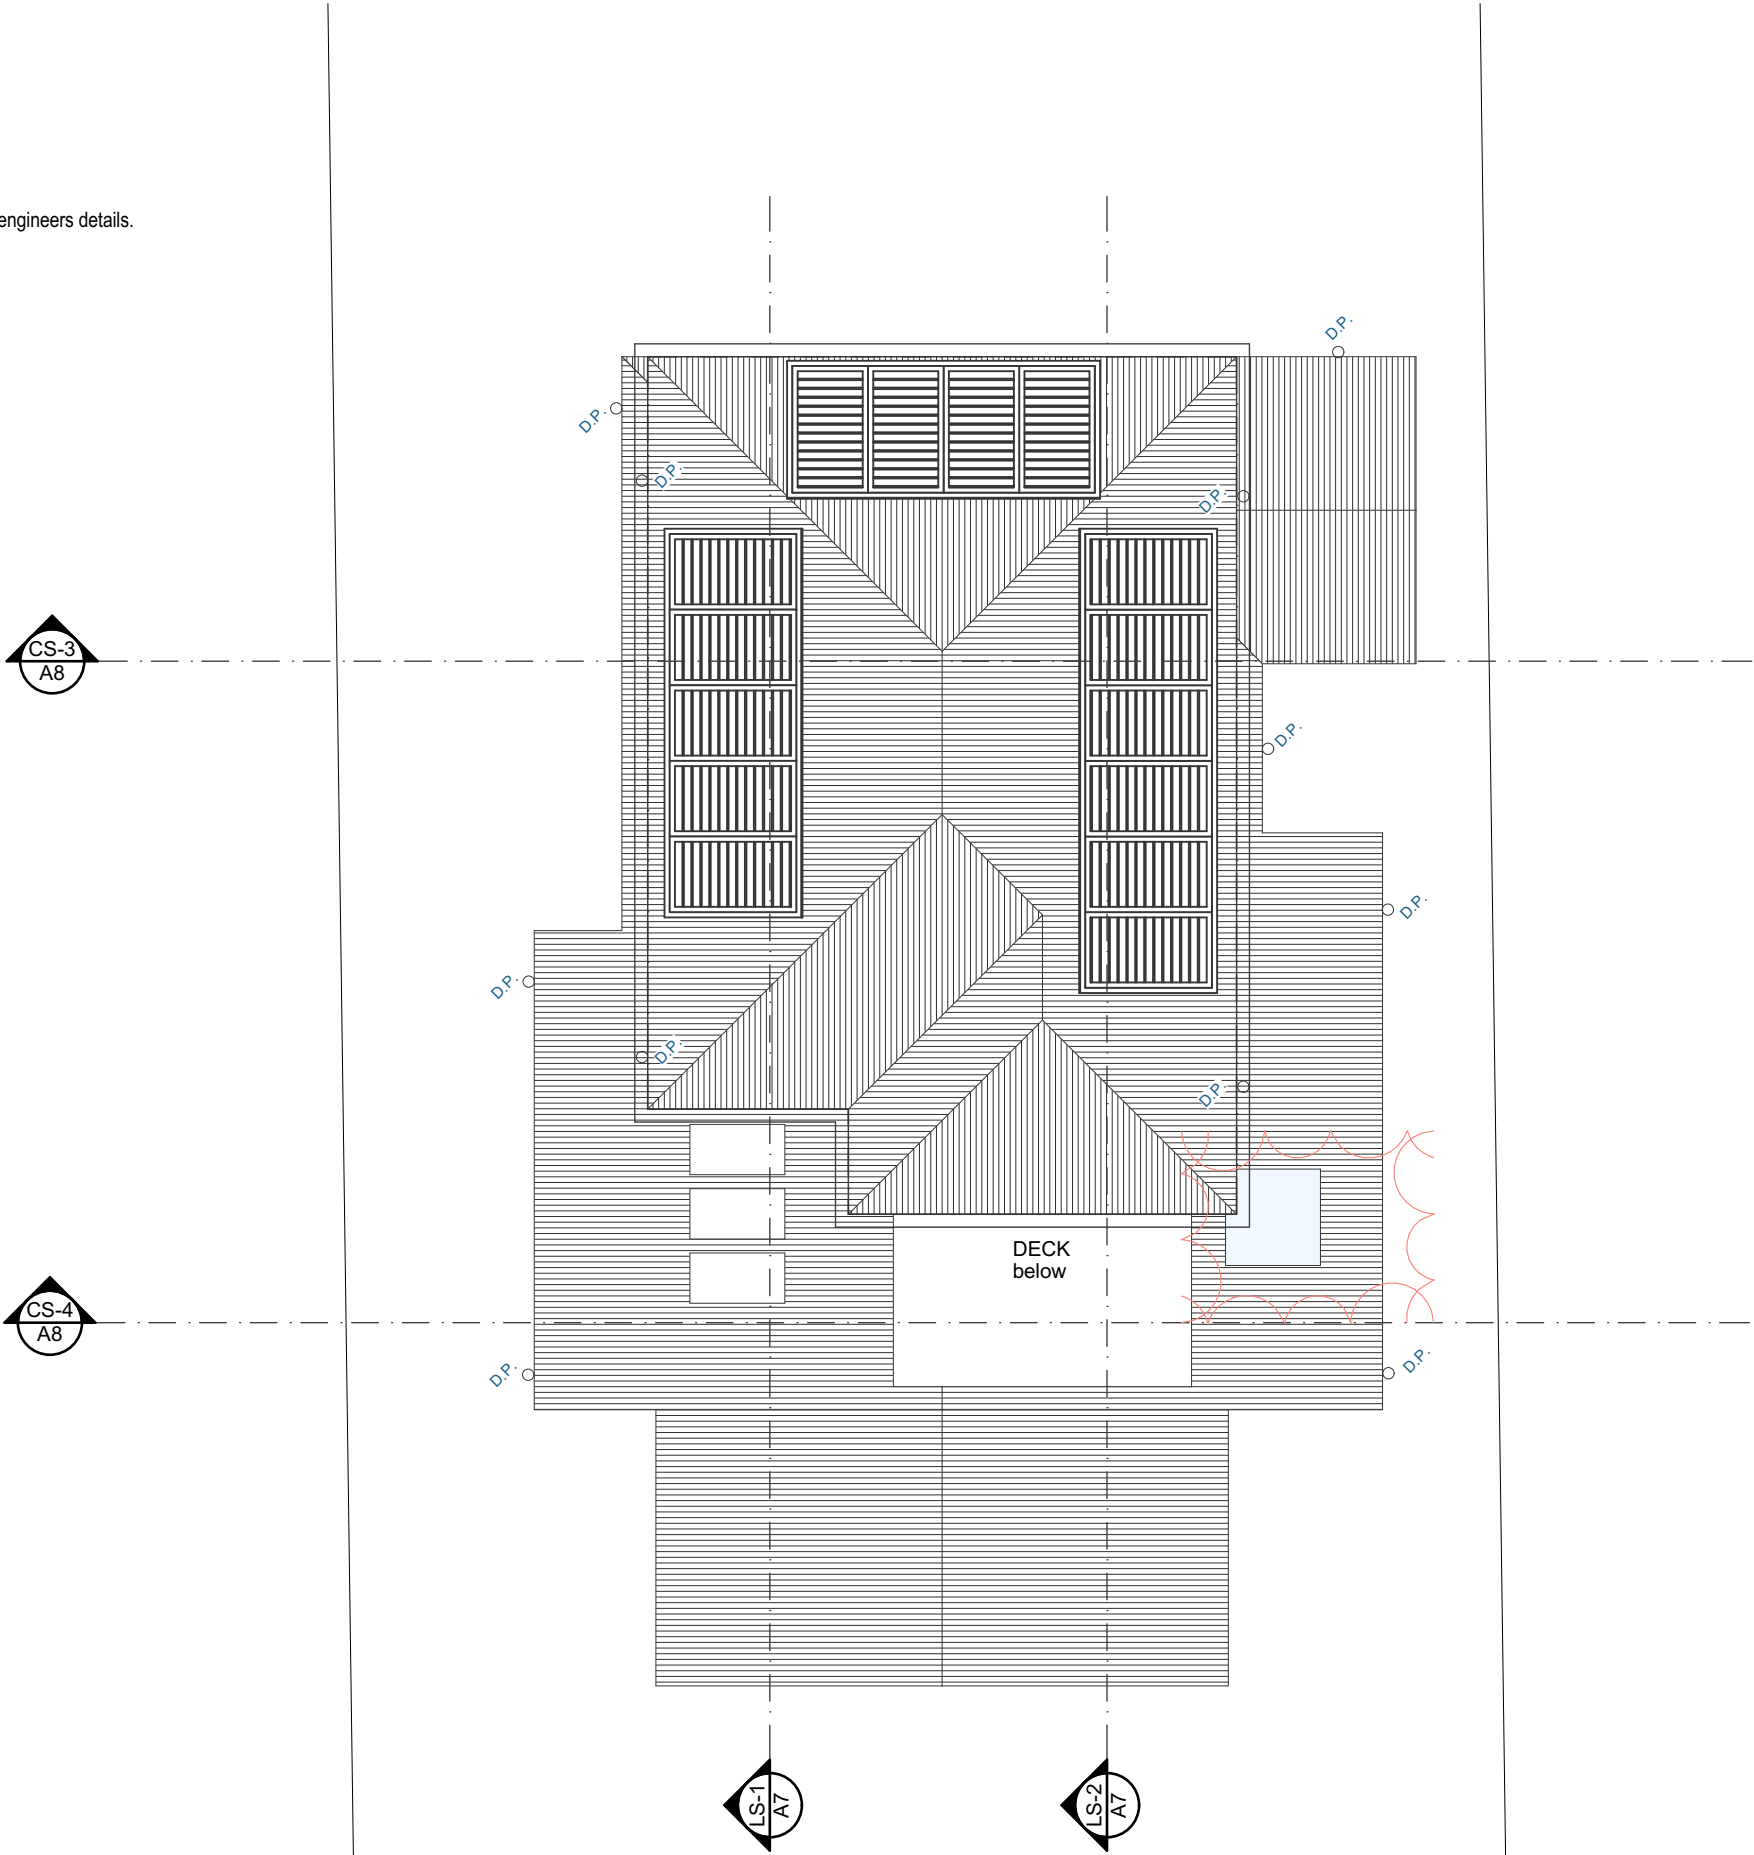 engineers details.
D.P.
D.P.
D.P.
D.P.
CS-3
A8
D.P.
D.P.
D.P.
D.P.
D.P.
DECK
below
CS-4
A8
D.P.
D.P.
LS-1
A7
LS-2
A7